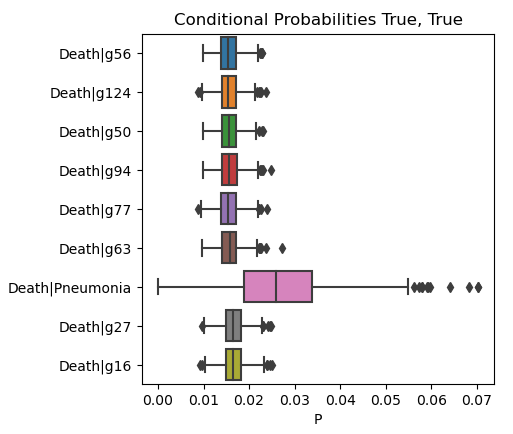 Conditional Probabilities True, True
Death|g56
Death|g124
Death|g50
Death|g94
Death|g77
Death|g63
Death|Pneumonia
Death|g27
Death|g16
0.00 0.01 0.02 0.03 0.04 0.05 0.06 0.07
P